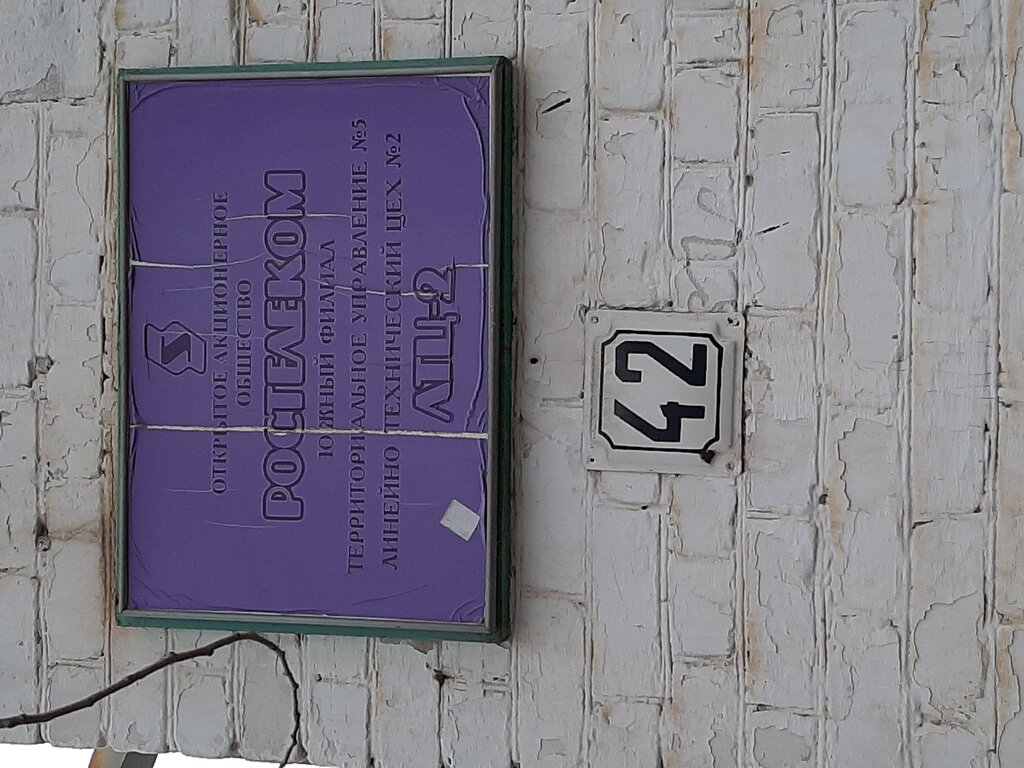 ОТКРЫТОЕ АКЦИОНЕРНОЕ
ОБЩЕСТВО
РОСТЕЛЕКОМ
ЮЖНЫЙ ФИЛИАЛ
ТЕРРИТОРИАЛЬНОЕ УПРАВЛЕНИЕ №5
ЛИНЕЙНО ТЕХНИЧЕСКИЙ ЦЕХ №2
ЛТЦ-2
42